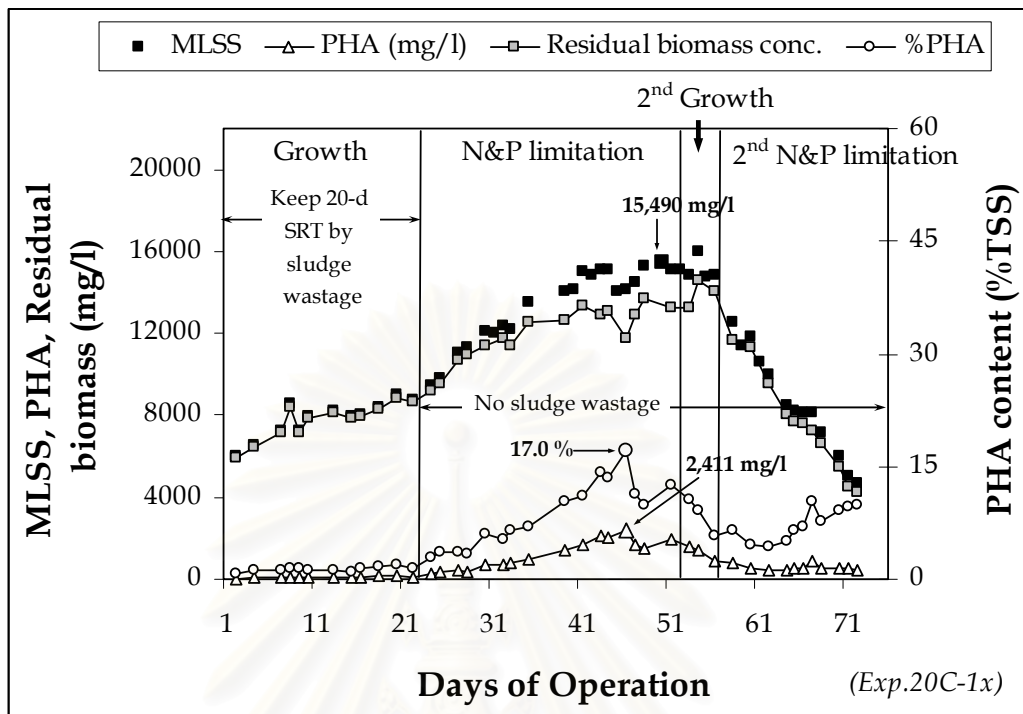 MLSS PHA (mg/l) Residual biomass conc. %PHA
2nd Growth
Growth N&P limitation 2nd N&P limitation
Keep 20-d
SRT by
sludge
wastage
15,490 mg/l
No sludge wastage
17.0 %
2,411 mg/l
MLSS, PHA, Residual
biomass (mg/l)
20000
16000
12000
8000
4000
0
60
45
30
15
0
PHA content (%TSS)
1 11 21 31 41 51 61 71
Days of Operation
(Exp.20C-1x)